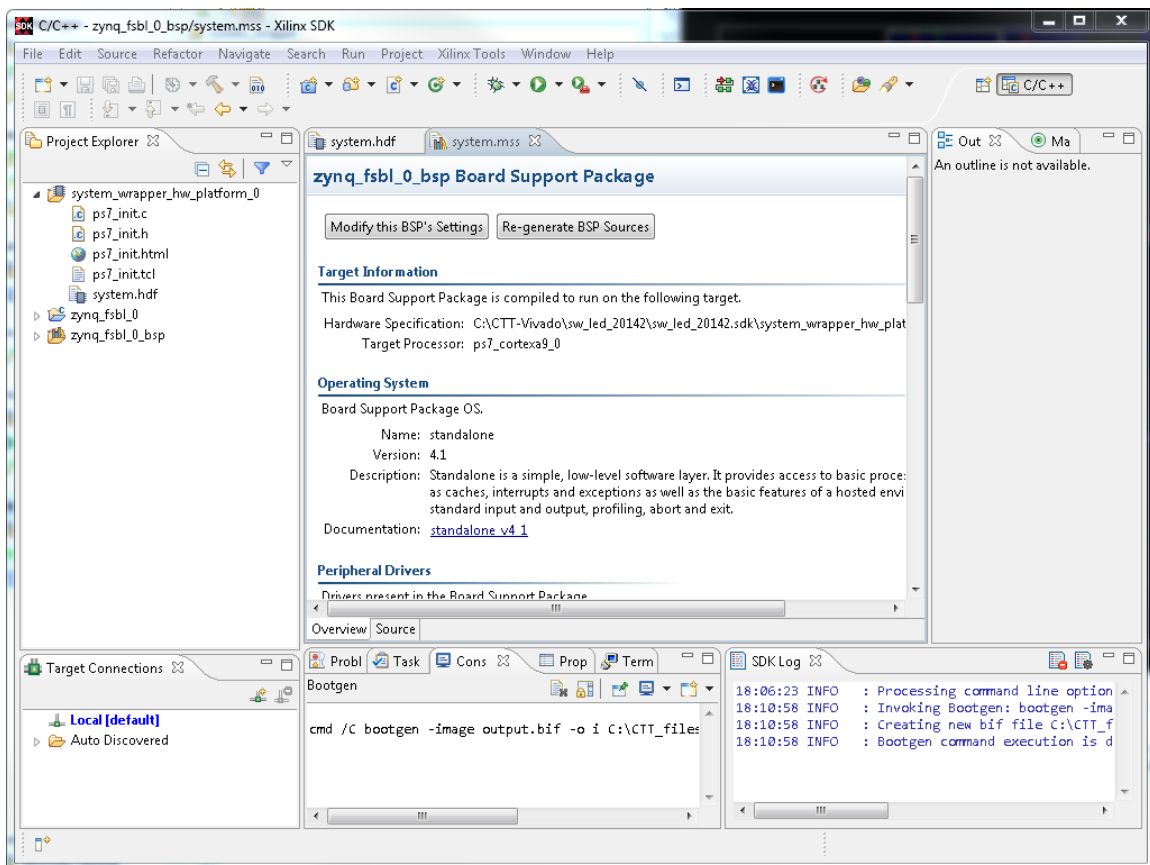 SDK C/C++ - zynq_fsbl_0_bsp/system.mss - Xilinx SDK
File Edit Source Refactor Navigate Search Run Project Xilinx Tools Window Help
C/C++
Project Explorer
system_wrapper_hw_platform_0
ps7_init.c
ps7_init.h
ps7_init.html
ps7_init.tcl
system.hdf
zynq_fsbl_0
zynq_fsbl_0_bsp
system.hdf system.mss
zynq_fsbl_0_bsp Board Support Package
Modify this BSP's Settings Re-generate BSP Sources
Target Information
This Board Support Package is compiled to run on the following target.
Hardware Specification: C:\CTT-Vivado\sw_led_20142\sw_led_20142.sdk\system_wrapper_hw_plat
Target Processor: ps7_cortexa9_0
Operating System
Board Support Package OS.
Name: standalone
Version: 4.1
Description: Standalone is a simple, low-level software layer. It provides access to basic proce
as caches, interrupts and exceptions as well as the basic features of a hosted envi
standard input and output, profiling, abort and exit.
Documentation: standalone_v4_1
Peripheral Drivers
Drivers present in the Board Support Package.
Overview Source
Out Ma
An outline is not available.
Target Connections
Local [default]
Auto Discovered
Probl Task Cons Prop Term
Bootgen
cmd /C bootgen -image output.bif -o i C:\CTT_files
SDK Log
18:06:23 INFO : Processing command line option
18:10:58 INFO : Invoking Bootgen: bootgen -ima
18:10:58 INFO : Creating new bif file C:\CTT_f
18:10:58 INFO : Bootgen command execution is d